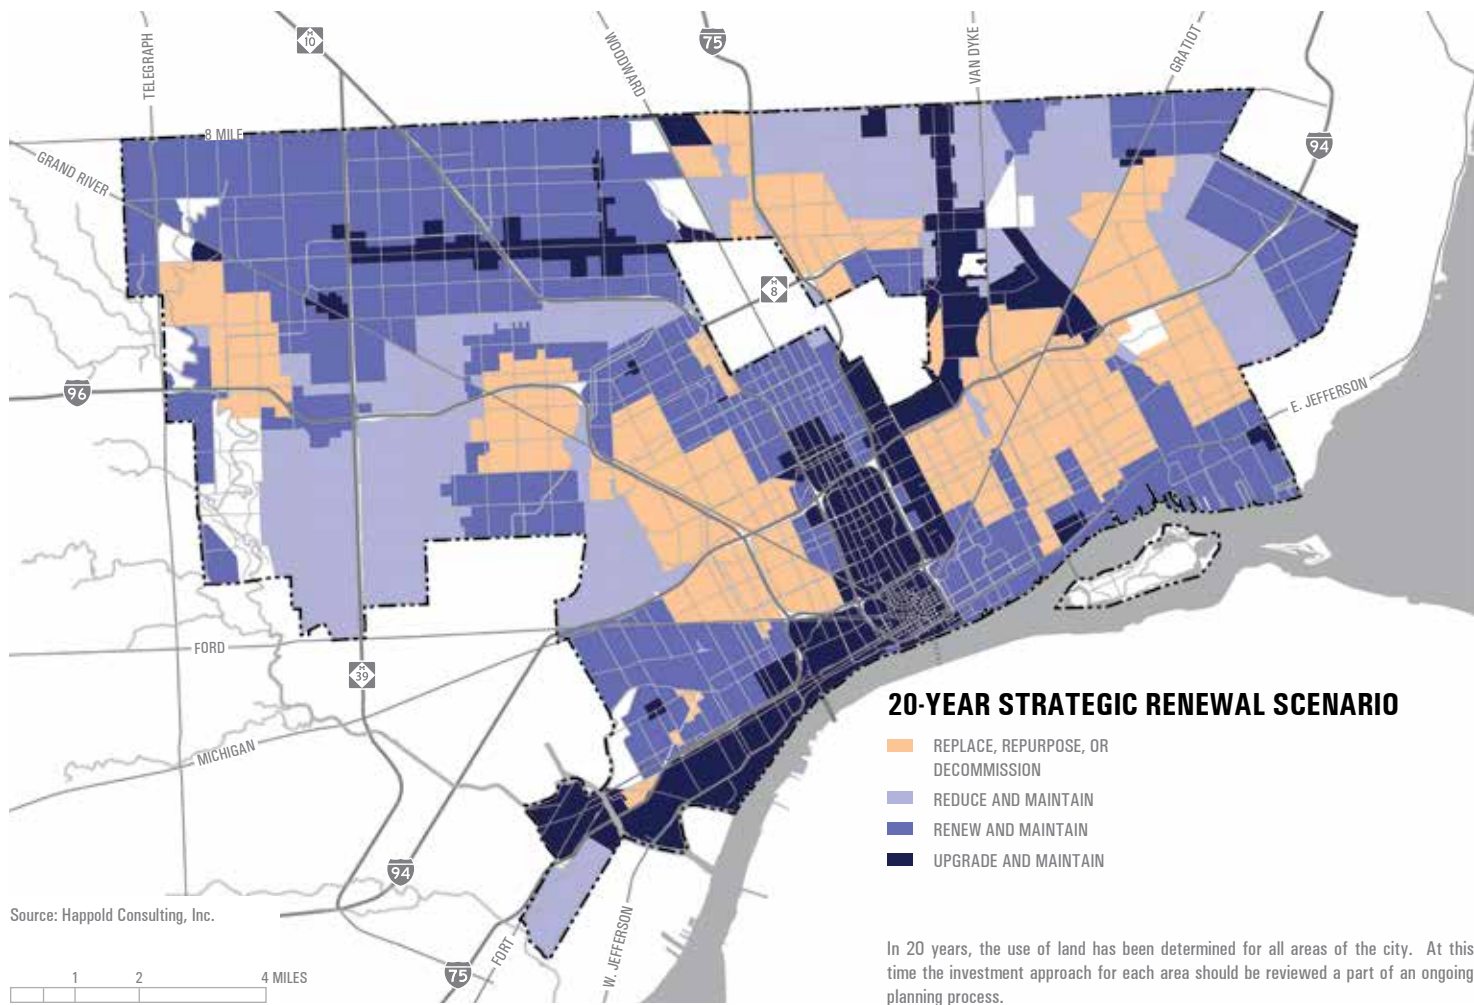 TELEGRAPH
M
10
WOODWARD
75
VAN DYKE
GRATIOT
8 MILE
94
GRAND RIVER
M
8
96
E. JEFFERSON
FORD
M
39
MICHIGAN
94
FORT
W. JEFFERSON
75
20-YEAR STRATEGIC RENEWAL SCENARIO
REPLACE, REPURPOSE, OR
DECOMMISSION
REDUCE AND MAINTAIN
RENEW AND MAINTAIN
UPGRADE AND MAINTAIN
Source: Happold Consulting, Inc.
1 2 4 MILES
In 20 years, the use of land has been determined for all areas of the city. At this
time the investment approach for each area should be reviewed a part of an ongoing
planning process.